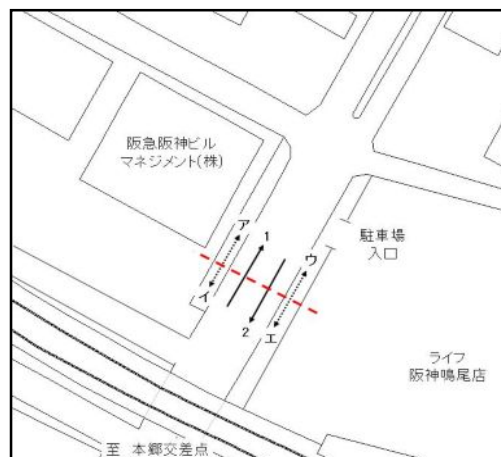 阪急阪神ビル
マネジメント(株)
ア
1
ウ
駐車場
入口
イ
2
エ
ライフ
阪神鳴尾店
至 本郷交差点